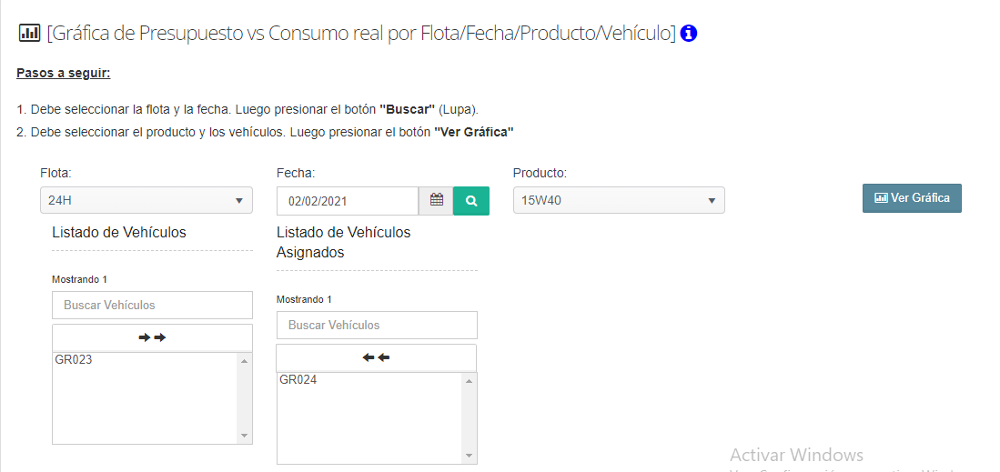 [Gráfica de Presupuesto vs Consumo real por Flota/Fecha/Producto/Vehículo]
Pasos a seguir:
1. Debe seleccionar la flota y la fecha. Luego presionar el botón "Buscar" (Lupa).
2. Debe seleccionar el producto y los vehículos. Luego presionar el botón "Ver Gráfica"
Flota: Fecha: Producto:
24H 02/02/2021 15W40 Ver Gráfica
Listado de Vehículos
Mostrando 1
Buscar Vehículos
GR023
Listado de Vehículos
Asignados
Mostrando 1
Buscar Vehículos
GR024
Activar Windows